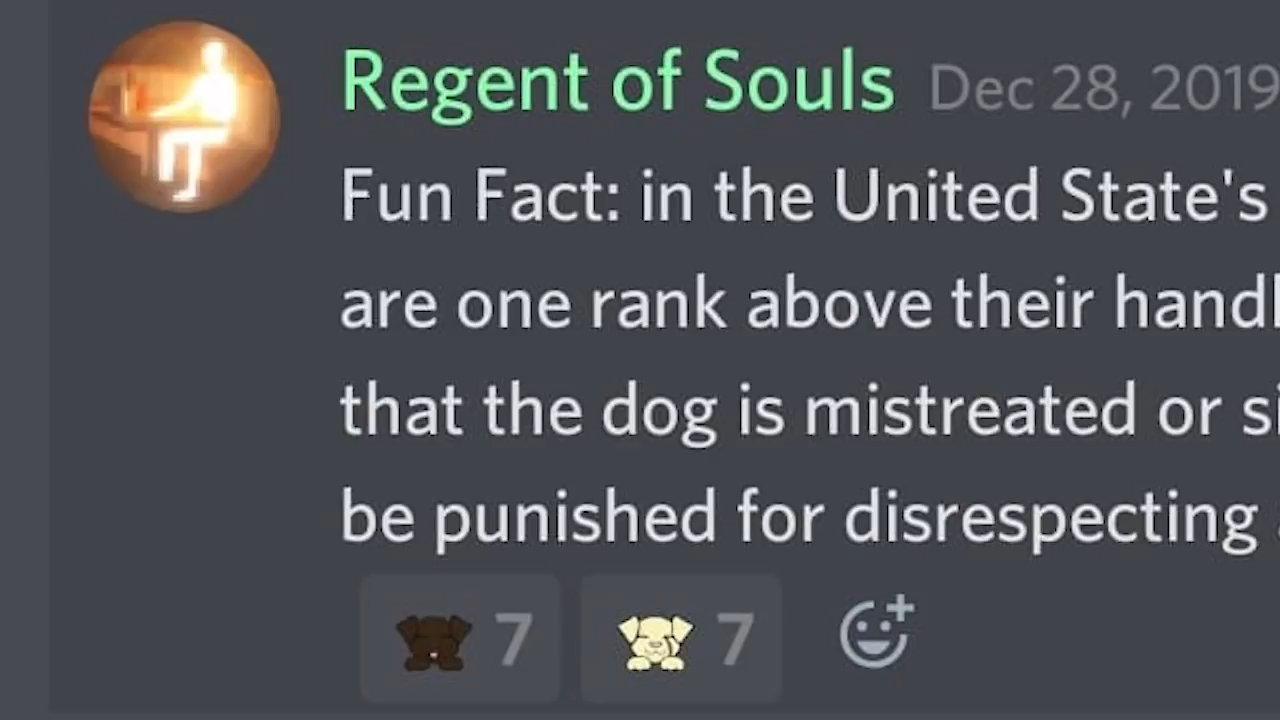 Regent of Souls Dec 28, 2019
Fun Fact: in the United State's
are one rank above their
that the dog is mistreated or
be punished for disrespecting
7 7